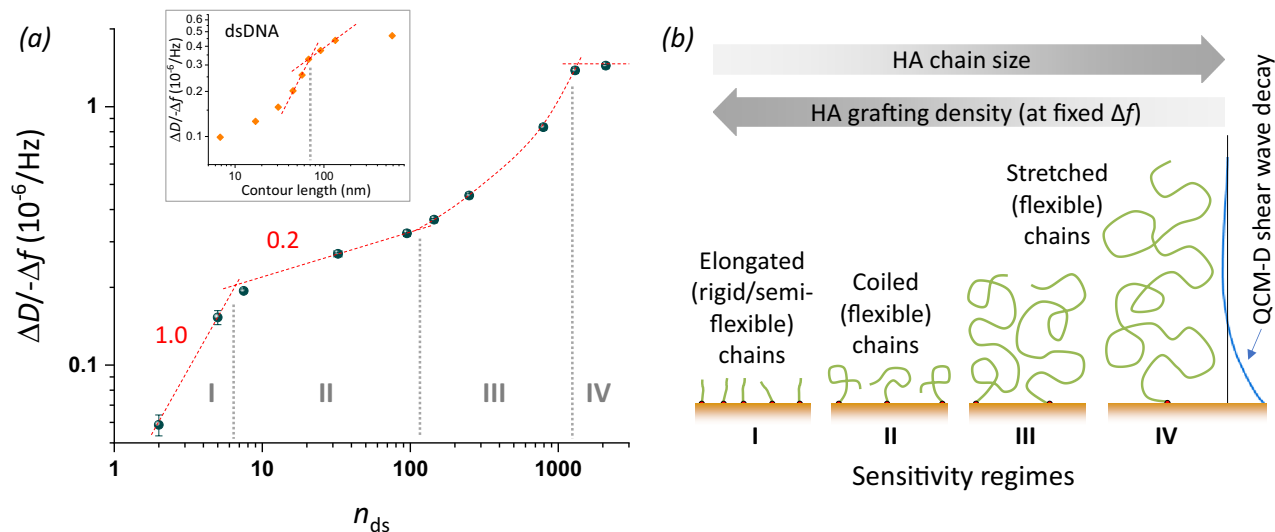 (a)
ΔD/-Δf (10⁻⁶/Hz)
1
0.1
1.0
0.2
I
II
III
IV
1
10
100
1000
n_ds
dsDNA
ΔD/-Δf (10⁻⁶/Hz)
0.6
0.5
0.4
0.3
0.2
0.1
10
100
Contour length (nm)
(b)
HA chain size
HA grafting density (at fixed Δf)
QCM-D shear wave decay
Elongated
(rigid/semi-
flexible)
chains
Coiled
(flexible)
chains
Stretched
(flexible)
chains
I
II
III
IV
Sensitivity regimes